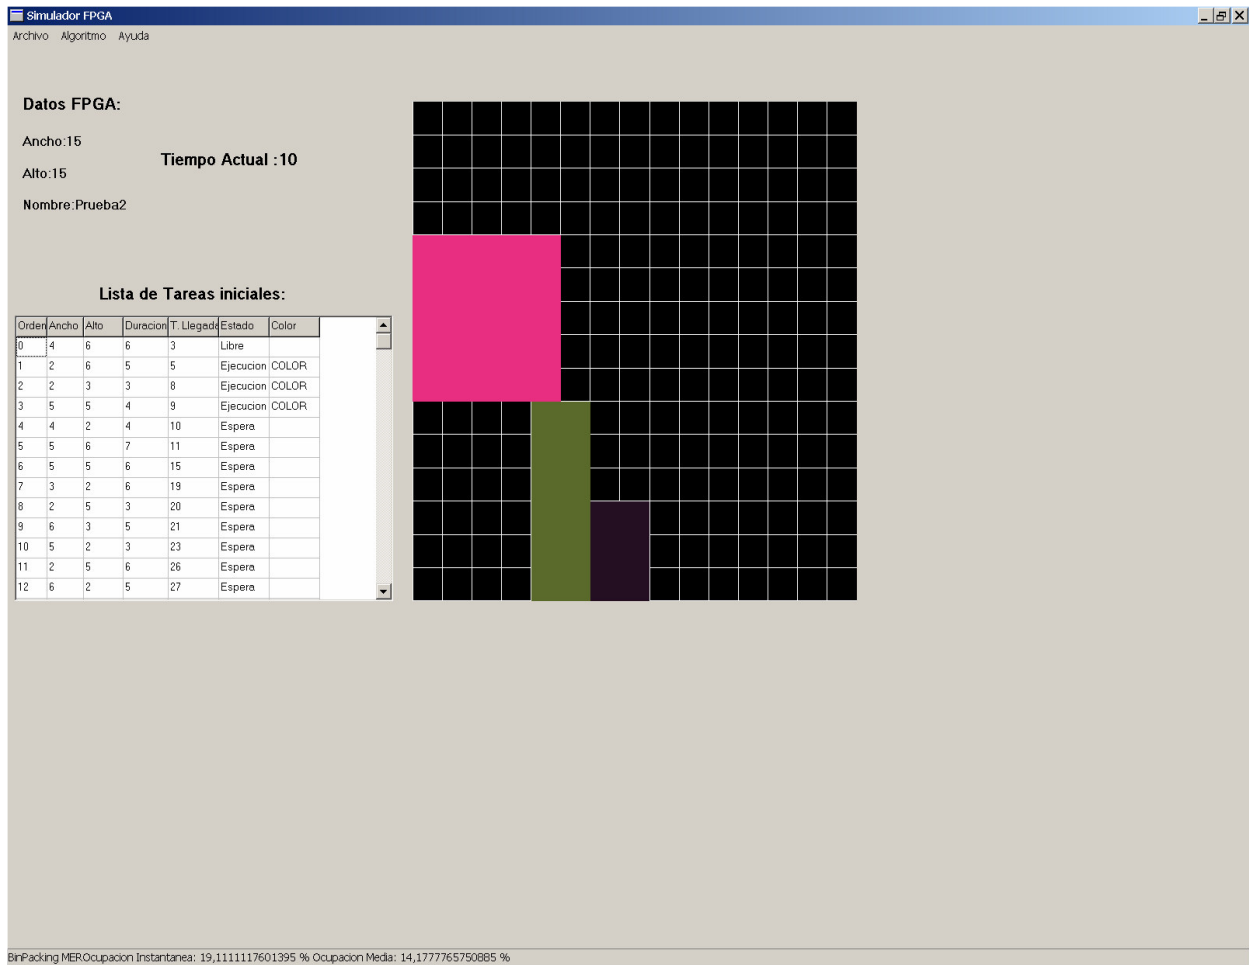 Simulador FPGA
Archivo Algoritmo Ayuda
Datos FPGA:
Ancho:15
Tiempo Actual :10
Alto:15
Nombre:Prueba2
Lista de Tareas iniciales:
Orden Ancho Alto Duracion T. Llegada Estado Color
0 4 6 6 3 Libre
1 2 6 5 5 Ejecucion COLOR
2 2 3 3 8 Ejecucion COLOR
3 5 5 4 9 Ejecucion COLOR
4 4 2 4 10 Espera
5 5 6 7 11 Espera
6 5 5 6 15 Espera
7 3 2 6 19 Espera
8 2 5 3 20 Espera
9 6 3 5 21 Espera
10 5 2 3 23 Espera
11 2 5 6 26 Espera
12 6 2 5 27 Espera
BinPacking MEROcupacion Instantanea: 19,1111117601395 % Ocupacion Media: 14,1777765750885 %